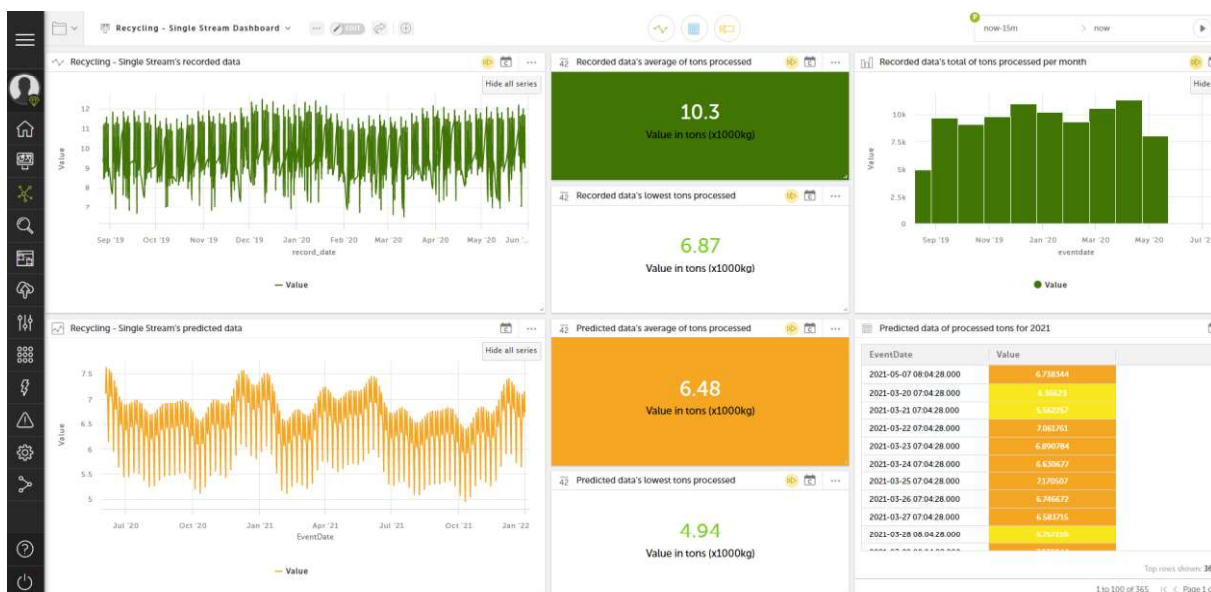 Recycling - Single Stream Dashboard
EDIT
P
now-15m > now
Recycling - Single Stream's recorded data
Hide all series
Value
12
11
10
9
8
7
Sep '19 Oct '19 Nov '19 Dec '19 Jan '20 Feb '20 Mar '20 Apr '20 May '20 Jun '...
record_date
Value
42 Recorded data's average of tons processed
10.3
Value in tons (x1000kg)
42 Recorded data's lowest tons processed
6.87
Value in tons (x1000kg)
Recorded data's total of tons processed per month
Hide
Value
10k
7.5k
5k
2.5k
0
Sep '19 Nov '19 Jan '20 Mar '20 May '20 Jul '2
eventdate
Value
Recycling - Single Stream's predicted data
Hide all series
Value
7.5
7
6.5
6
5.5
5
Jul '20 Oct '20 Jan '21 Apr '21 Jul '21 Oct '21 Jan '22
EventDate
Value
42 Predicted data's average of tons processed
6.48
Value in tons (x1000kg)
42 Predicted data's lowest tons processed
4.94
Value in tons (x1000kg)
Predicted data of processed tons for 2021
EventDate Value
2021-05-07 08:04:28.000 6.738344
2021-03-20 07:04:28.000
2021-03-21 07:04:28.000
2021-03-22 07:04:28.000 7.061761
2021-03-23 07:04:28.000 6.890784
2021-03-24 07:04:28.000 6.630677
2021-03-25 07:04:28.000 7.170507
2021-03-26 07:04:28.000 6.746672
2021-03-27 07:04:28.000 6.583715
2021-03-28 08:04:28.000
Top rows shown: 36
1 to 100 of 365 Page 1 o